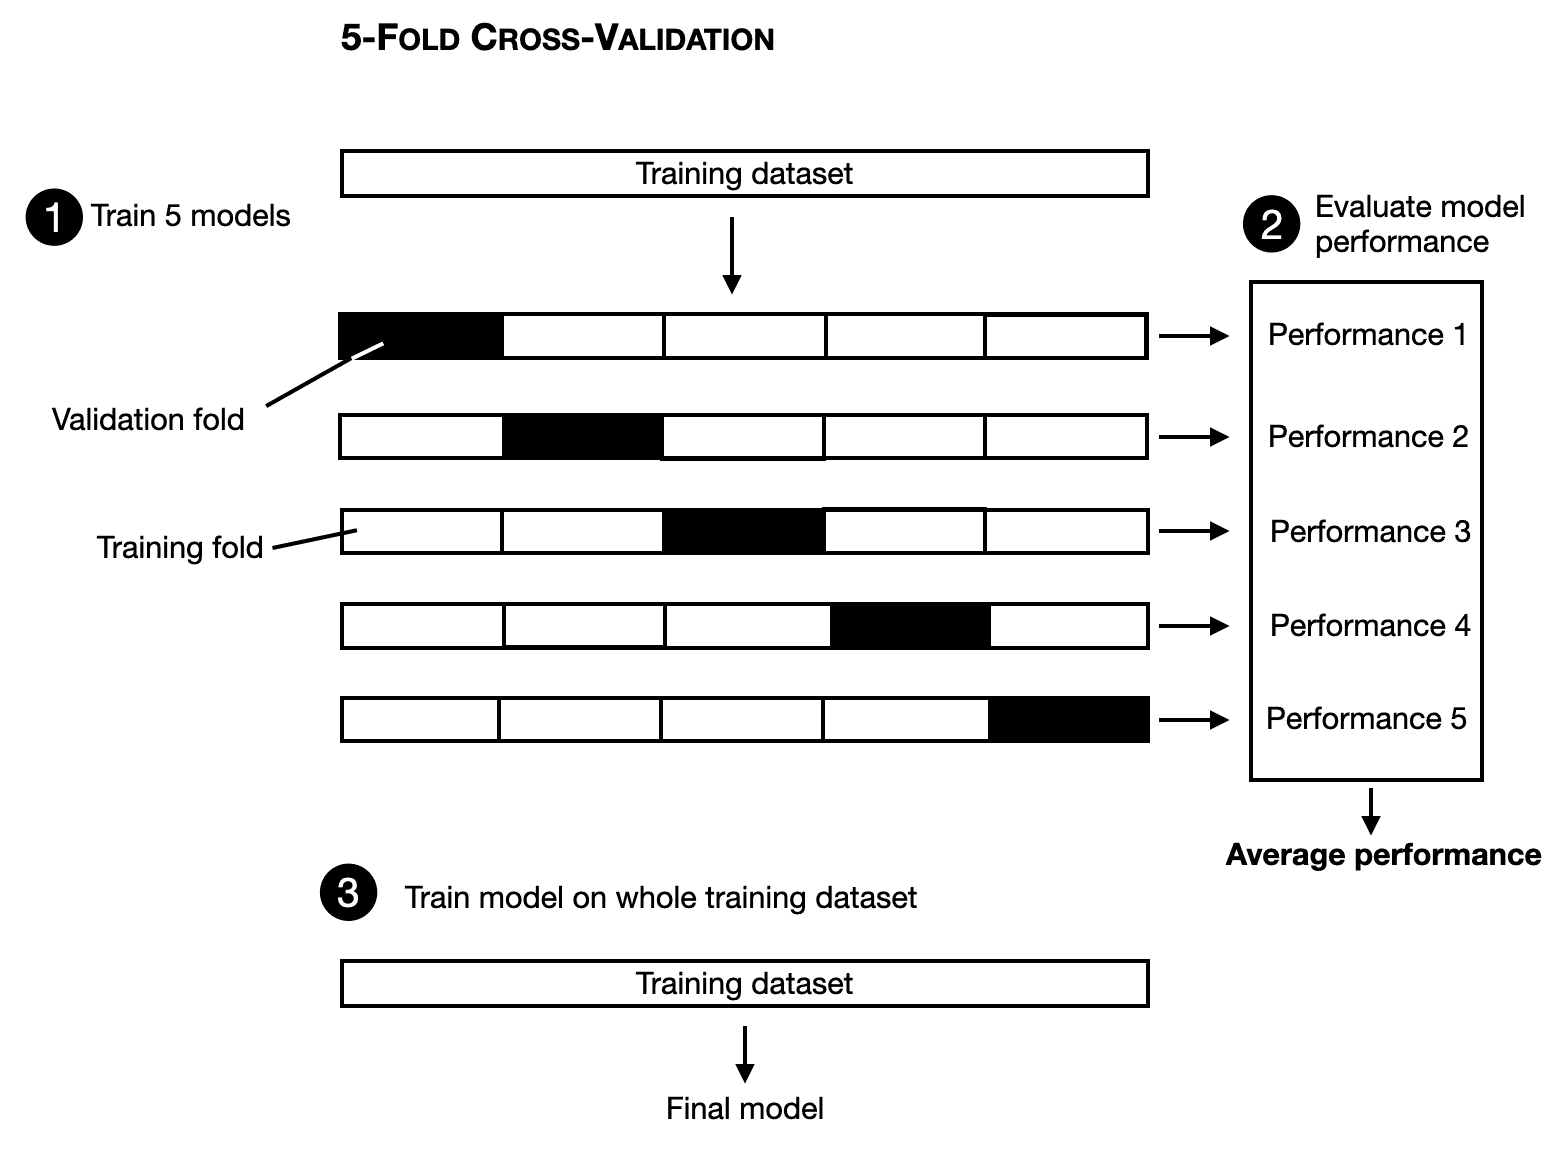 5-FOLD CROSS-VALIDATION
Training dataset
1 Train 5 models
2 Evaluate model
performance
Performance 1
Validation fold
Performance 2
Training fold
Performance 3
Performance 4
Performance 5
Average performance
3 Train model on whole training dataset
Training dataset
Final model